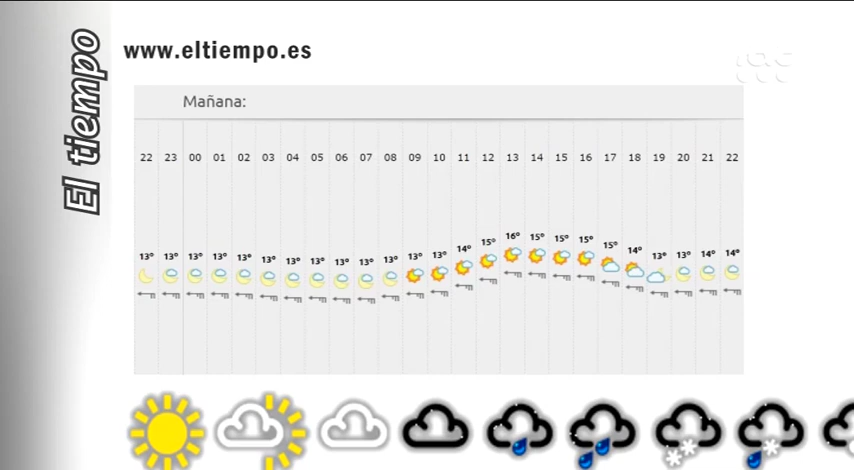 El tiempo
www.eltiempo.es
Mañana:
22 23 00 01 02 03 04 05 06 07 08 09 10 11 12 13 14 15 16 17 18 19 20 21 22
13° 13° 13° 13° 13° 13° 13° 13° 13° 13° 13° 13° 13° 14° 15° 16° 15° 15° 15° 15° 14° 13° 13° 14° 14°